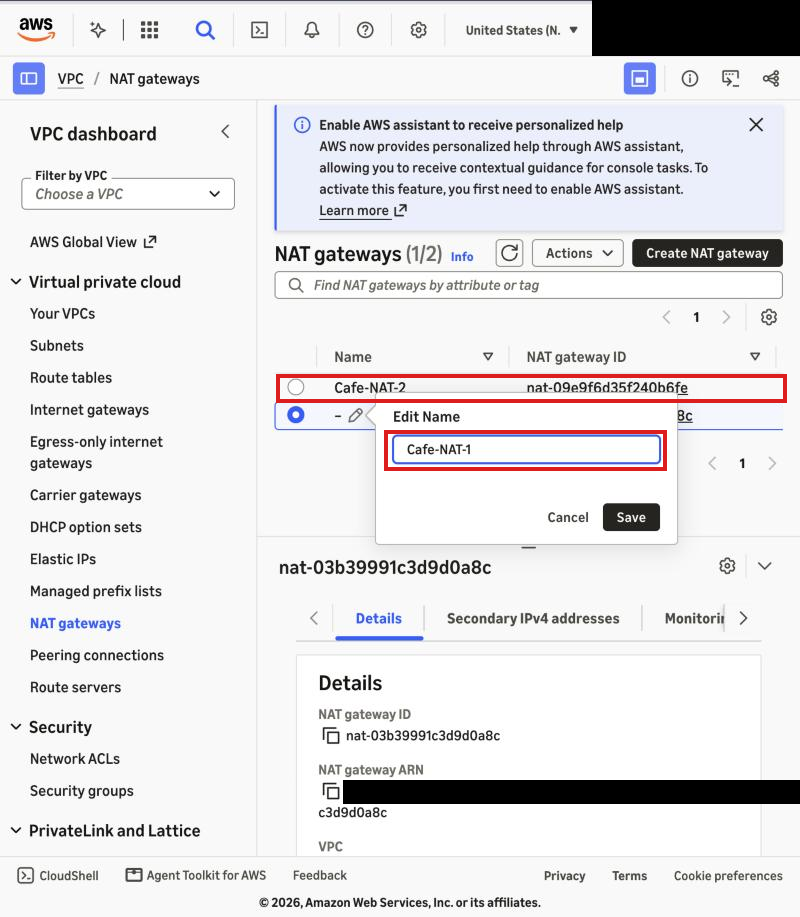 aws
United States (N.
VPC / NAT gateways
VPC dashboard
Filter by VPC
Choose a VPC
AWS Global View
Virtual private cloud
Your VPCs
Subnets
Route tables
Internet gateways
Egress-only internet
gateways
Carrier gateways
DHCP option sets
Elastic IPs
Managed prefix lists
NAT gateways
Peering connections
Route servers
Security
Network ACLs
Security groups
PrivateLink and Lattice
Enable AWS assistant to receive personalized help
AWS now provides personalized help through AWS assistant,
allowing you to receive contextual guidance for console tasks. To
activate this feature, you first need to enable AWS assistant.
Learn more
NAT gateways (1/2) Info
Actions
Create NAT gateway
Find NAT gateways by attribute or tag
1
Name NAT gateway ID
Cafe-NAT-2 nat-09e9f6d35f240b6fe
– 8c
Edit Name
Cafe-NAT-1
1
Cancel Save
nat-03b39991c3d9d0a8c
Details Secondary IPv4 addresses Monitorin
Details
NAT gateway ID
nat-03b39991c3d9d0a8c
NAT gateway ARN
c3d9d0a8c
VPC
CloudShell Agent Toolkit for AWS Feedback Privacy Terms Cookie preferences
© 2026, Amazon Web Services, Inc. or its affiliates.